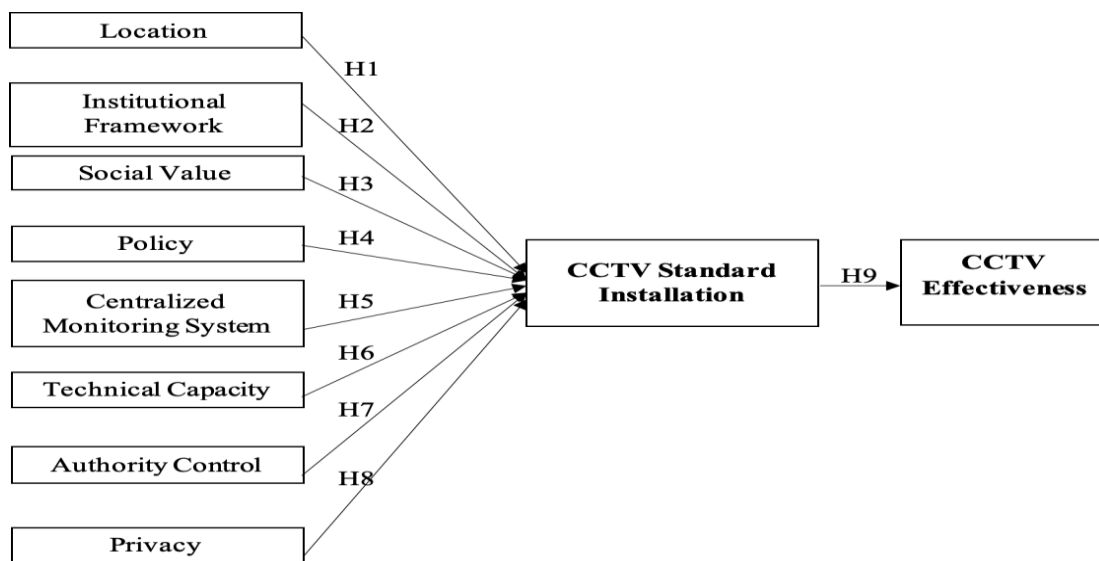 Location
H1
Institutional
Framework
H2
Social Value
H3
Policy
H4
Centralized
Monitoring System
H5
Technical Capacity
H6
Authority Control
H7
Privacy
H8
CCTV Standard
Installation
H9
CCTV
Effectiveness